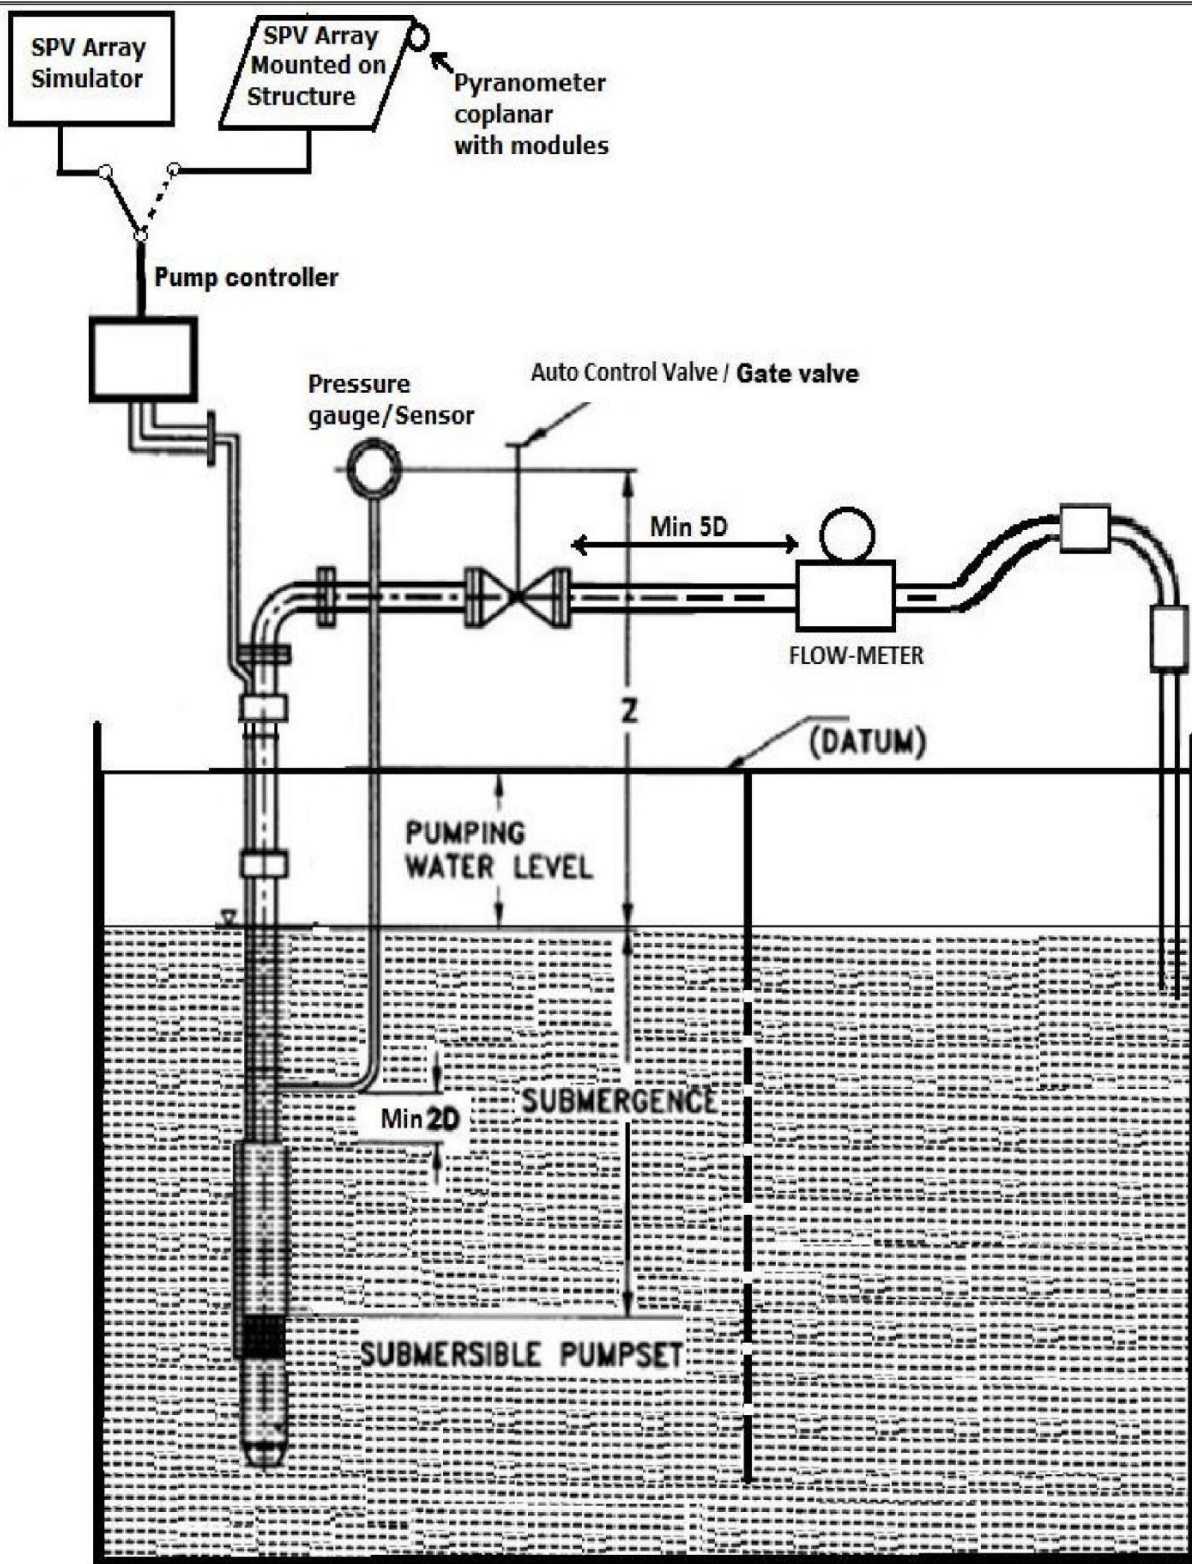 SPV Array
Simulator
SPV Array
Mounted on
Structure
Pyranometer
coplanar
with modules
Pump controller
Pressure
gauge/Sensor
Auto Control Valve / Gate valve
Min 5D
FLOW-METER
Z
(DATUM)
PUMPING
WATER LEVEL
Min 2D
SUBMERGENCE
SUBMERSIBLE PUMPSET